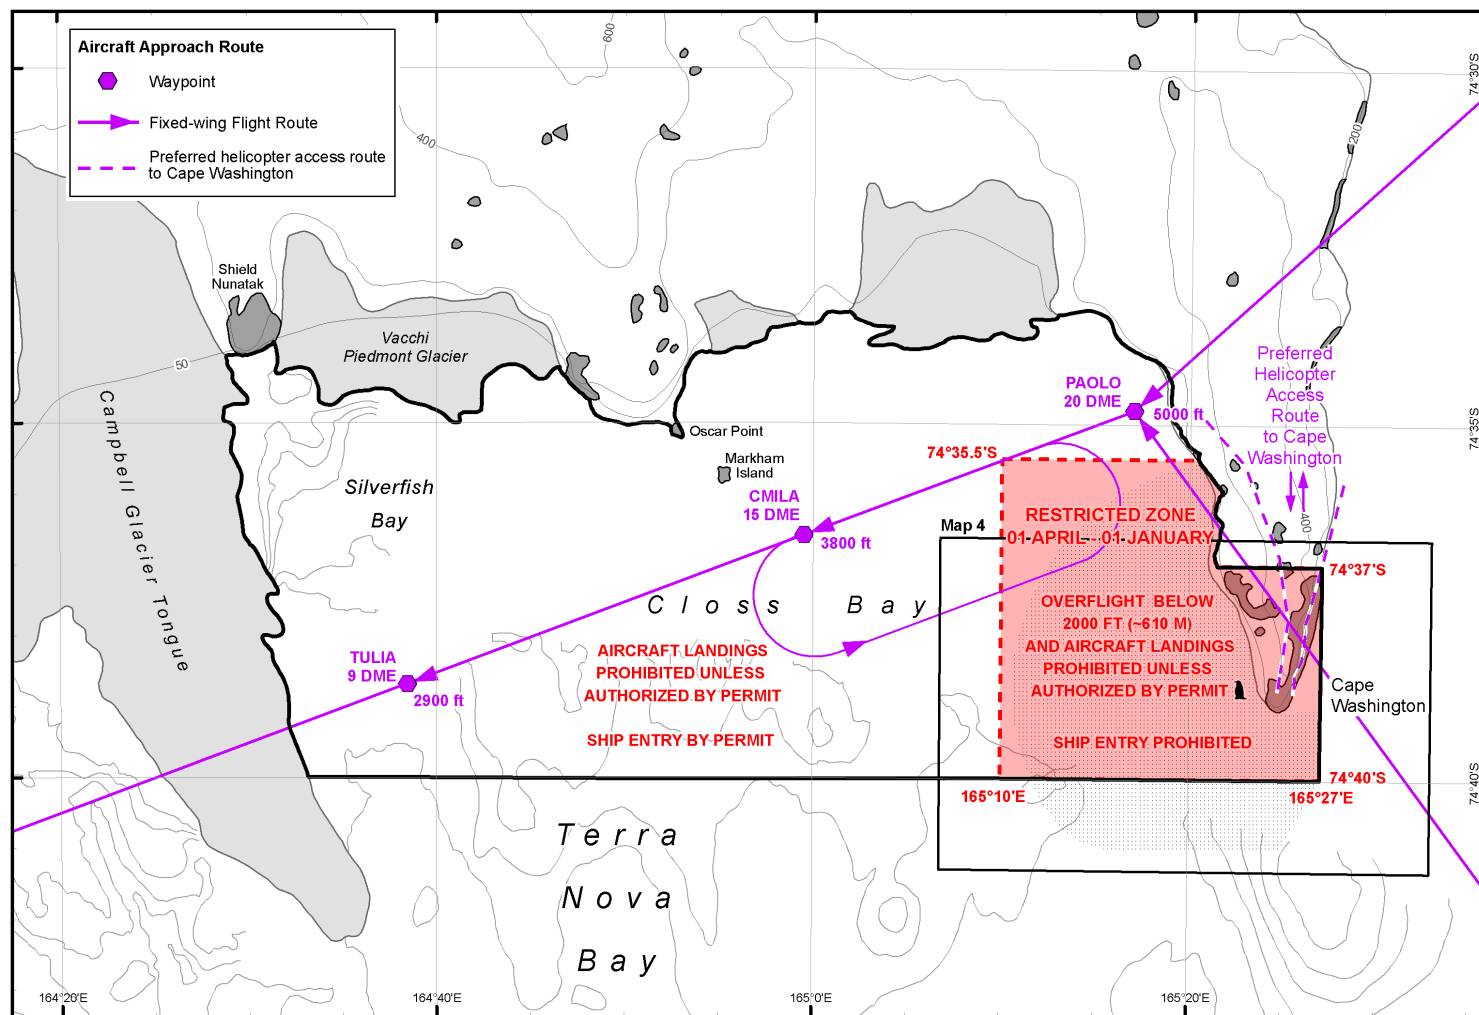 Aircraft Approach Route
Waypoint
Fixed-wing Flight Route
Preferred helicopter access route
to Cape Washington
600
400
200
74°30'S
Shield
Nunatak
50
Vacchi
Piedmont Glacier
Campbell Glacier Tongue
Silverfish
Bay
Oscar Point
Markham
Island
PAOLO
20 DME
5000 ft
Preferred
Helicopter
Access
Route
to Cape
Washington
400
74°35'S
74°35.5'S
CMILA
15 DME
3800 ft
Map 4
RESTRICTED ZONE
01 APRIL - 01 JANUARY
74°37'S
Closs Bay
OVERFLIGHT BELOW
2000 FT (~610 M)
AND AIRCRAFT LANDINGS
PROHIBITED UNLESS
AUTHORIZED BY PERMIT
SHIP ENTRY PROHIBITED
AIRCRAFT LANDINGS
PROHIBITED UNLESS
AUTHORIZED BY PERMIT
SHIP ENTRY BY PERMIT
TULIA
9 DME
2900 ft
Cape
Washington
74°40'S
74°40'S
165°10'E
165°27'E
Terra
Nova
Bay
164°20'E
164°40'E
165°0'E
165°20'E